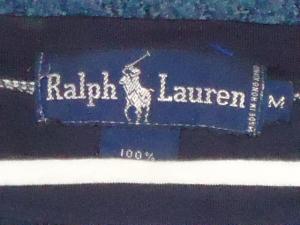 Ralph Lauren
MADE IN HONG KONG
M
100%